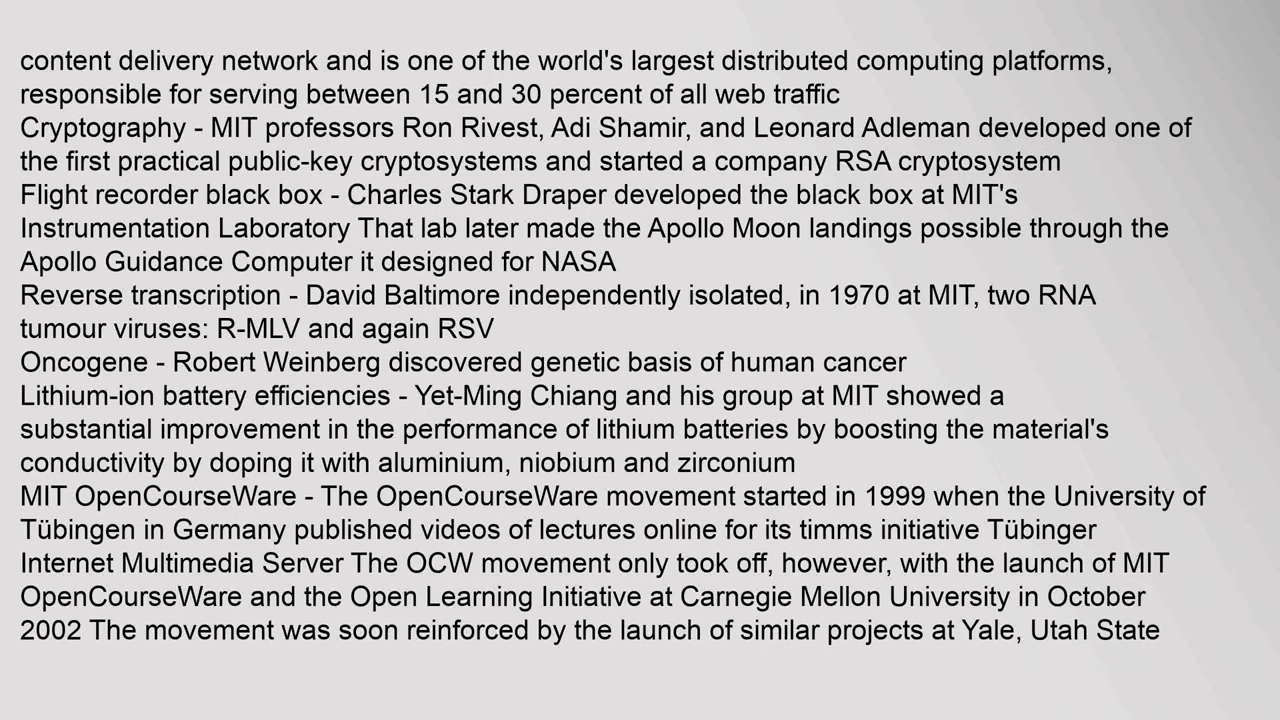 content delivery network and is one of the world's largest distributed computing platforms,
responsible for serving between 15 and 30 percent of all web traffic
Cryptography - MIT professors Ron Rivest, Adi Shamir, and Leonard Adleman developed one of
the first practical public-key cryptosystems and started a company RSA cryptosystem
Flight recorder black box - Charles Stark Draper developed the black box at MIT's
Instrumentation Laboratory That lab later made the Apollo Moon landings possible through the
Apollo Guidance Computer it designed for NASA
Reverse transcription - David Baltimore independently isolated, in 1970 at MIT, two RNA
tumour viruses: R-MLV and again RSV
Oncogene - Robert Weinberg discovered genetic basis of human cancer
Lithium-ion battery efficiencies - Yet-Ming Chiang and his group at MIT showed a
substantial improvement in the performance of lithium batteries by boosting the material's
conductivity by doping it with aluminium, niobium and zirconium
MIT OpenCourseWare - The OpenCourseWare movement started in 1999 when the University of
Tübingen in Germany published videos of lectures online for its timms initiative Tübinger
Internet Multimedia Server The OCW movement only took off, however, with the launch of MIT
OpenCourseWare and the Open Learning Initiative at Carnegie Mellon University in October
2002 The movement was soon reinforced by the launch of similar projects at Yale, Utah State